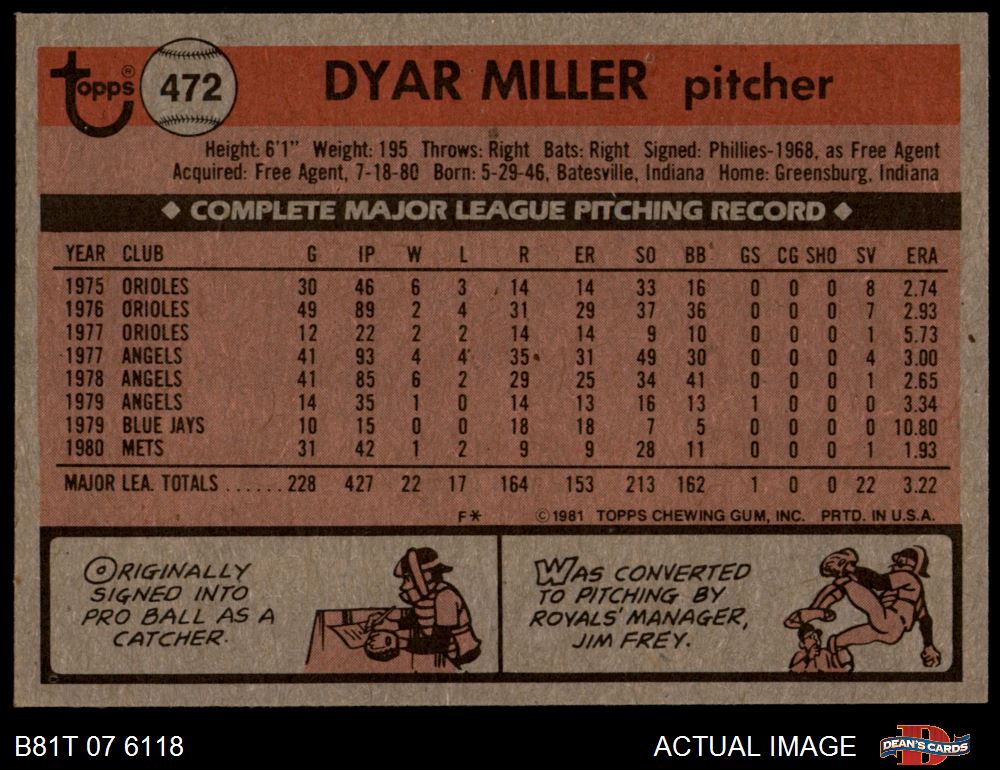 topps® 472 DYAR MILLER pitcher
Height: 6'1" Weight: 195 Throws: Right Bats: Right Signed: Phillies-1968, as Free Agent
Acquired: Free Agent, 7-18-80 Born: 5-29-46, Batesville, Indiana Home: Greensburg, Indiana
◆ COMPLETE MAJOR LEAGUE PITCHING RECORD ◆
YEAR CLUB G IP W L R ER SO BB GS CG SHO SV ERA
1975 ORIOLES 30 46 6 3 14 14 33 16 0 0 0 8 2.74
1976 ORIOLES 49 89 2 4 31 29 37 36 0 0 0 7 2.93
1977 ORIOLES 12 22 2 2 14 14 9 10 0 0 0 1 5.73
1977 ANGELS 41 93 4 4 35 31 49 30 0 0 0 4 3.00
1978 ANGELS 41 85 6 2 29 25 34 41 0 0 0 1 2.65
1979 ANGELS 14 35 1 0 14 13 16 13 1 0 0 0 3.34
1979 BLUE JAYS 10 15 0 0 18 18 7 5 0 0 0 0 10.80
1980 METS 31 42 1 2 9 9 28 11 0 0 0 1 1.93
MAJOR LEA. TOTALS ...... 228 427 22 17 164 153 213 162 1 0 0 22 3.22
F* ©1981 TOPPS CHEWING GUM, INC. PRTD. IN U.S.A.
ORIGINALLY
SIGNED INTO
PRO BALL AS A
CATCHER.
WAS CONVERTED
TO PITCHING BY
ROYALS' MANAGER,
JIM FREY.
B81T 07 6118 ACTUAL IMAGE D DEAN'S CARDS